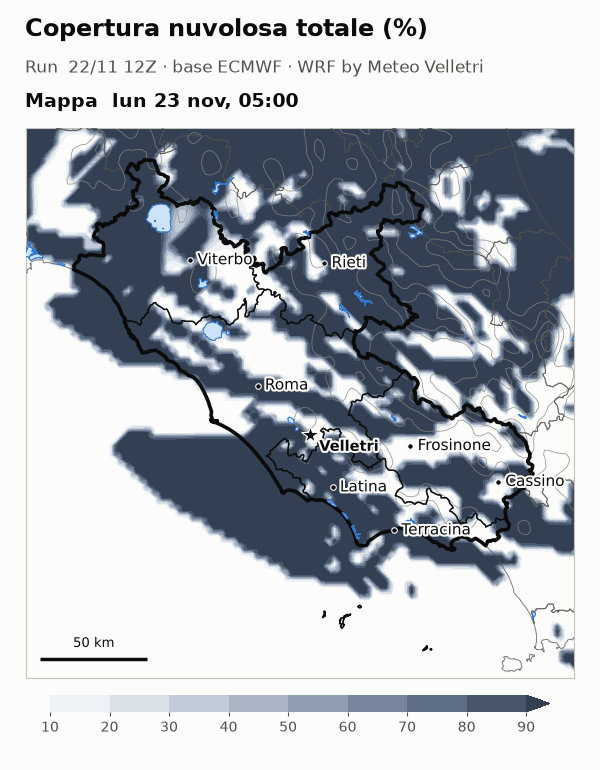 Copertura nuvolosa totale (%)
Run  22/11 12Z · base ECMWF · WRF by Meteo Velletri
Mappa  lun 23 nov, 05:00
Viterbo
Rieti
Roma
Velletri
Frosinone
Latina
Cassino
Terracina
50 km
10 20 30 40 50 60 70 80 90